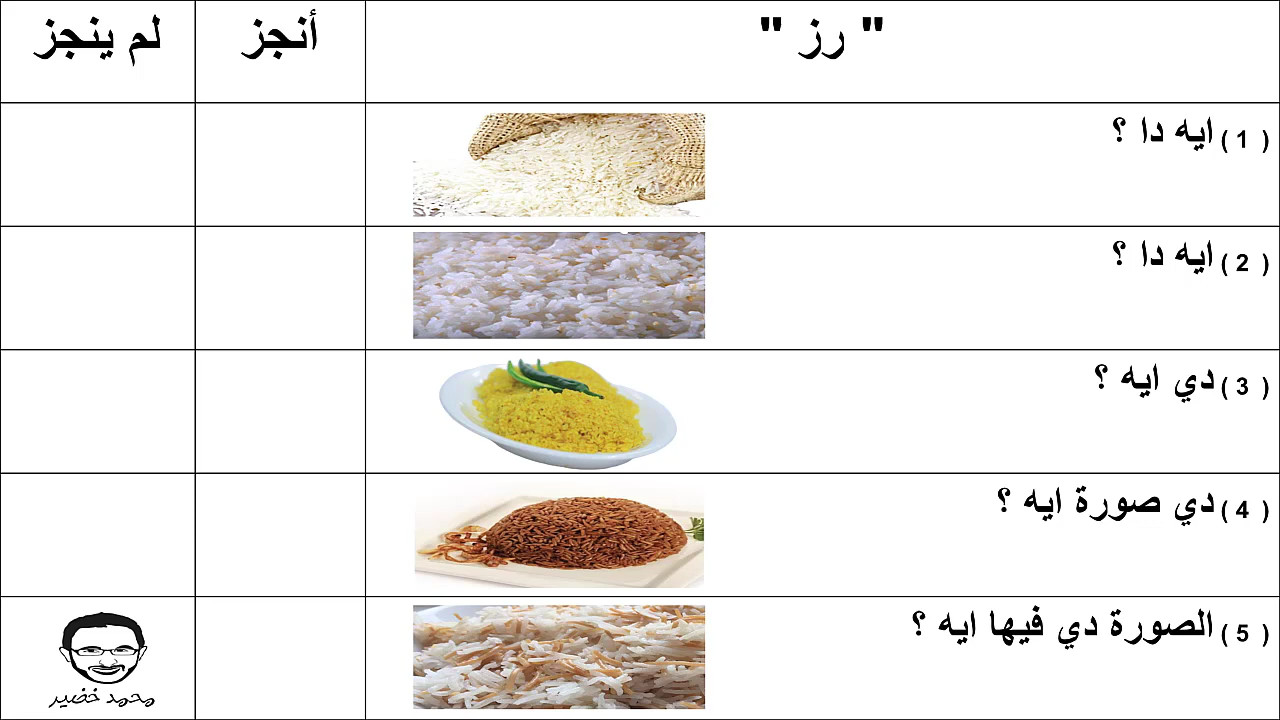 " رز "
أنجز
لم ينجز
( 1 ) ايه دا ؟
( 2 ) ايه دا ؟
( 3 ) دي ايه ؟
( 4 ) دي صورة ايه ؟
( 5 ) الصورة دي فيها ايه ؟
محمد خضير